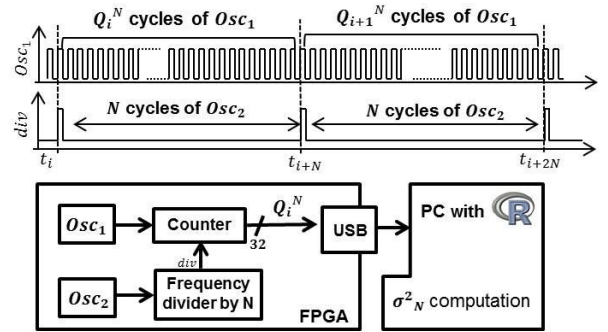 Q_i^N cycles of Osc_1 Q_{i+1}^N cycles of Osc_1
Osc_1
N cycles of Osc_2 N cycles of Osc_2
div
t_i t_{i+N} t_{i+2N}
Osc_1 Counter Q_i^N USB PC with R
32
div
Osc_2 Frequency divider by N
FPGA
σ^2_N computation